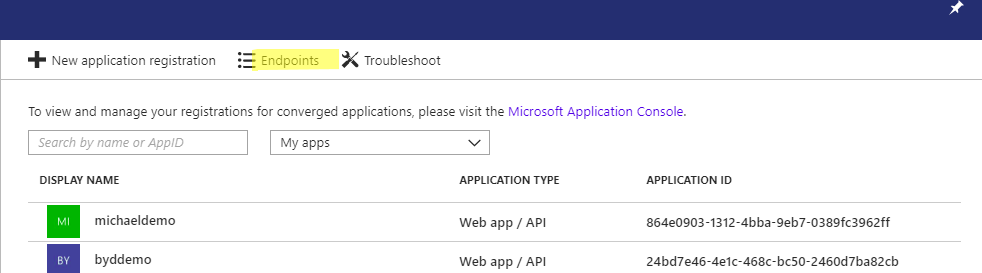 New application registration Endpoints Troubleshoot
To view and manage your registrations for converged applications, please visit the Microsoft Application Console.
Search by name or AppID My apps
DISPLAY NAME APPLICATION TYPE APPLICATION ID
MI michaeldemo Web app / API 864e0903-1312-4bba-9eb7-0389fc3962ff
BY byddemo Web app / API 24bd7e46-4e1c-468c-bc50-2460d7ba82cb